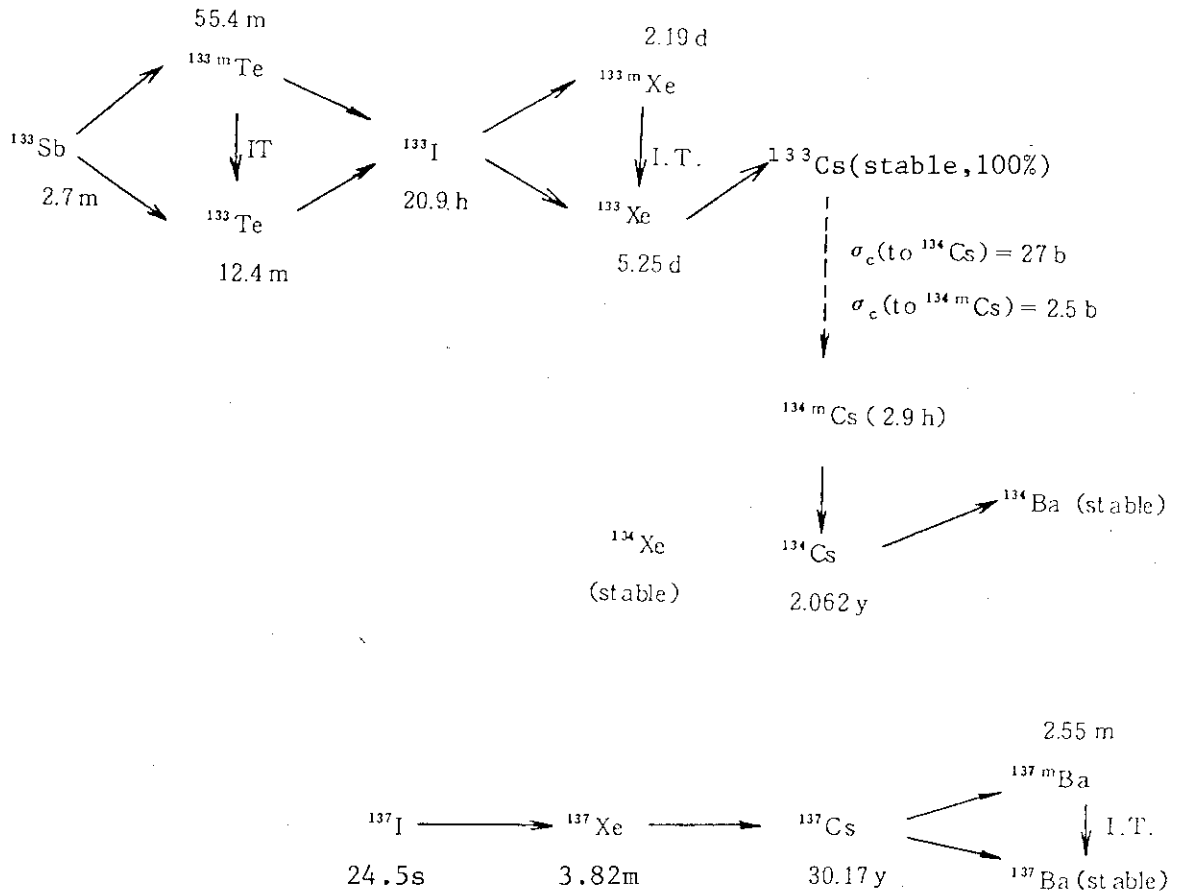 55.4 m
¹³³ᵐTe
2.19 d
¹³³ᵐXe
¹³³Sb
2.7 m
IT
¹³³I
20.9 h
I.T.
¹³³Cs(stable,100%)
¹³³Te
12.4 m
¹³³Xe
5.25 d
σc(to ¹³⁴Cs) = 27 b
σc(to ¹³⁴ᵐCs) = 2.5 b
¹³⁴ᵐCs (2.9 h)
¹³⁴Ba (stable)
¹³⁴Xe
(stable)
¹³⁴Cs
2.062 y
2.55 m
¹³⁷ᵐBa
¹³⁷I
24.5s
¹³⁷Xe
3.82m
¹³⁷Cs
30.17 y
I.T.
¹³⁷Ba (stable)